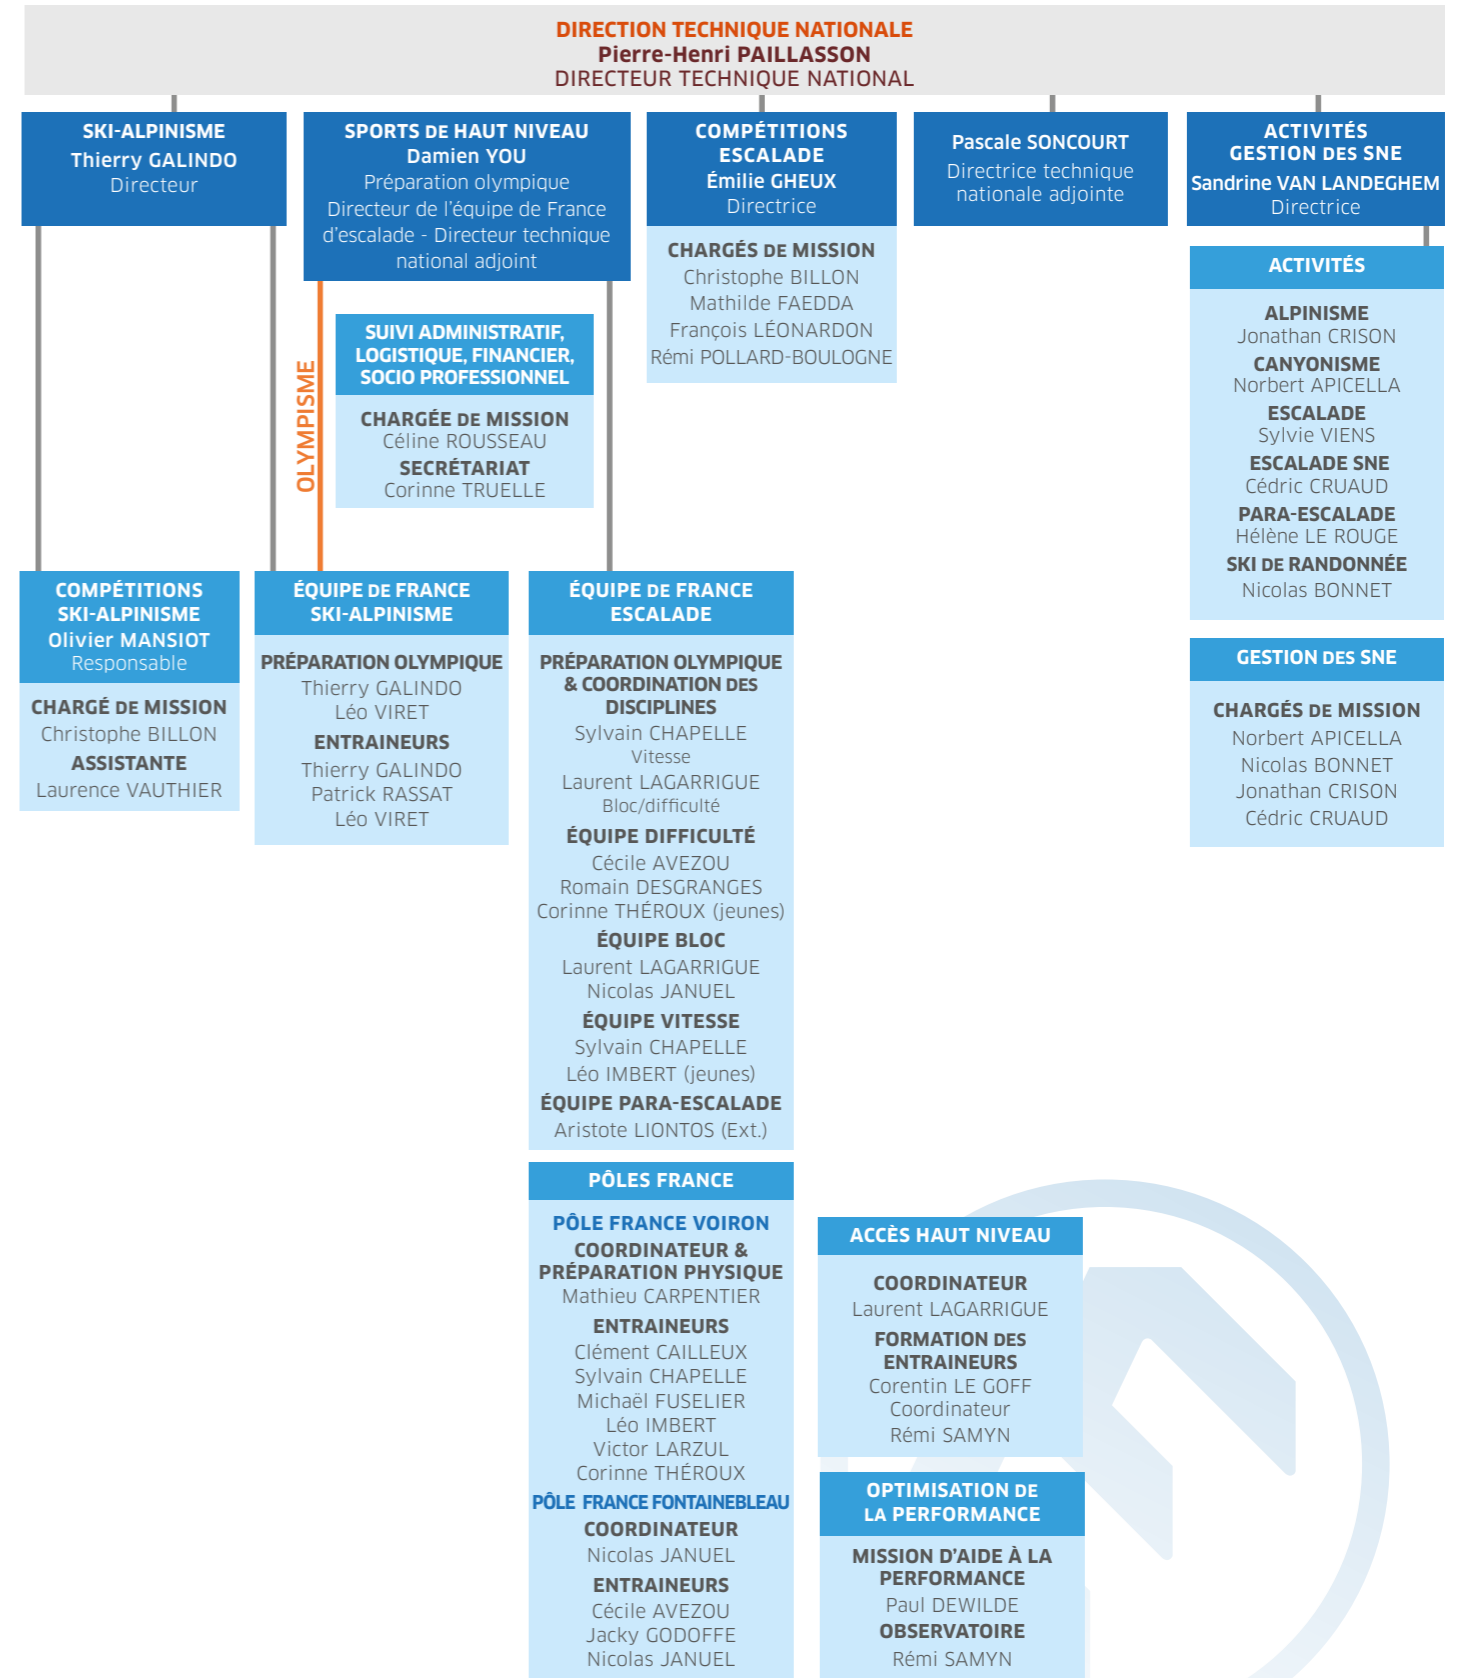 DIRECTION TECHNIQUE NATIONALE
Pierre-Henri PAILLASSON
DIRECTEUR TECHNIQUE NATIONAL
SKI-ALPINISME
Thierry GALINDO
Directeur
SPORTS DE HAUT NIVEAU
Damien YOU
Préparation olympique
Directeur de l'équipe de France
d'escalade - Directeur technique
national adjoint
COMPÉTITIONS
ESCALADE
Émilie GHEUX
Directrice
Pascale SONCOURT
Directrice technique
nationale adjointe
ACTIVITÉS
GESTION DES SNE
Sandrine VAN LANDEGHEM
Directrice
CHARGÉS DE MISSION
Christophe BILLON
Mathilde FAEDDA
François LÉONARDON
Rémi POLLARD-BOULOGNE
ACTIVITÉS
ALPINISME
Jonathan CRISON
CANYONISME
Norbert APICELLA
ESCALADE
Sylvie VIENS
ESCALADE SNE
Cédric CRUAUD
PARA-ESCALADE
Hélène LE ROUGE
SKI DE RANDONNÉE
Nicolas BONNET
GESTION DES SNE
CHARGÉS DE MISSION
Norbert APICELLA
Nicolas BONNET
Jonathan CRISON
Cédric CRUAUD
OLYMPISME
SUIVI ADMINISTRATIF,
LOGISTIQUE, FINANCIER,
SOCIO PROFESSIONNEL
CHARGÉE DE MISSION
Céline ROUSSEAU
SECRÉTARIAT
Corinne TRUELLE
COMPÉTITIONS
SKI-ALPINISME
Olivier MANSIOT
Responsable
CHARGÉ DE MISSION
Christophe BILLON
ASSISTANTE
Laurence VAUTHIER
ÉQUIPE DE FRANCE
SKI-ALPINISME
PRÉPARATION OLYMPIQUE
Thierry GALINDO
Léo VIRET
ENTRAINEURS
Thierry GALINDO
Patrick RASSAT
Léo VIRET
ÉQUIPE DE FRANCE
ESCALADE
PRÉPARATION OLYMPIQUE
& COORDINATION DES
DISCIPLINES
Sylvain CHAPELLE
Vitesse
Laurent LAGARRIGUE
Bloc/difficulté
ÉQUIPE DIFFICULTÉ
Cécile AVEZOU
Romain DESGRANGES
Corinne THÉROUX (jeunes)
ÉQUIPE BLOC
Laurent LAGARRIGUE
Nicolas JANUEL
ÉQUIPE VITESSE
Sylvain CHAPELLE
Léo IMBERT (jeunes)
ÉQUIPE PARA-ESCALADE
Aristote LIONTOS (Ext.)
PÔLES FRANCE
PÔLE FRANCE VOIRON
COORDINATEUR &
PRÉPARATION PHYSIQUE
Mathieu CARPENTIER
ENTRAINEURS
Clément CAILLEUX
Sylvain CHAPELLE
Michaël FUSELIER
Léo IMBERT
Victor LARZUL
Corinne THÉROUX
PÔLE FRANCE FONTAINEBLEAU
COORDINATEUR
Nicolas JANUEL
ENTRAINEURS
Cécile AVEZOU
Jacky GODOFFE
Nicolas JANUEL
ACCÈS HAUT NIVEAU
COORDINATEUR
Laurent LAGARRIGUE
FORMATION DES
ENTRAINEURS
Corentin LE GOFF
Coordinateur
Rémi SAMYN
OPTIMISATION DE
LA PERFORMANCE
MISSION D'AIDE À LA
PERFORMANCE
Paul DEWILDE
OBSERVATOIRE
Rémi SAMYN